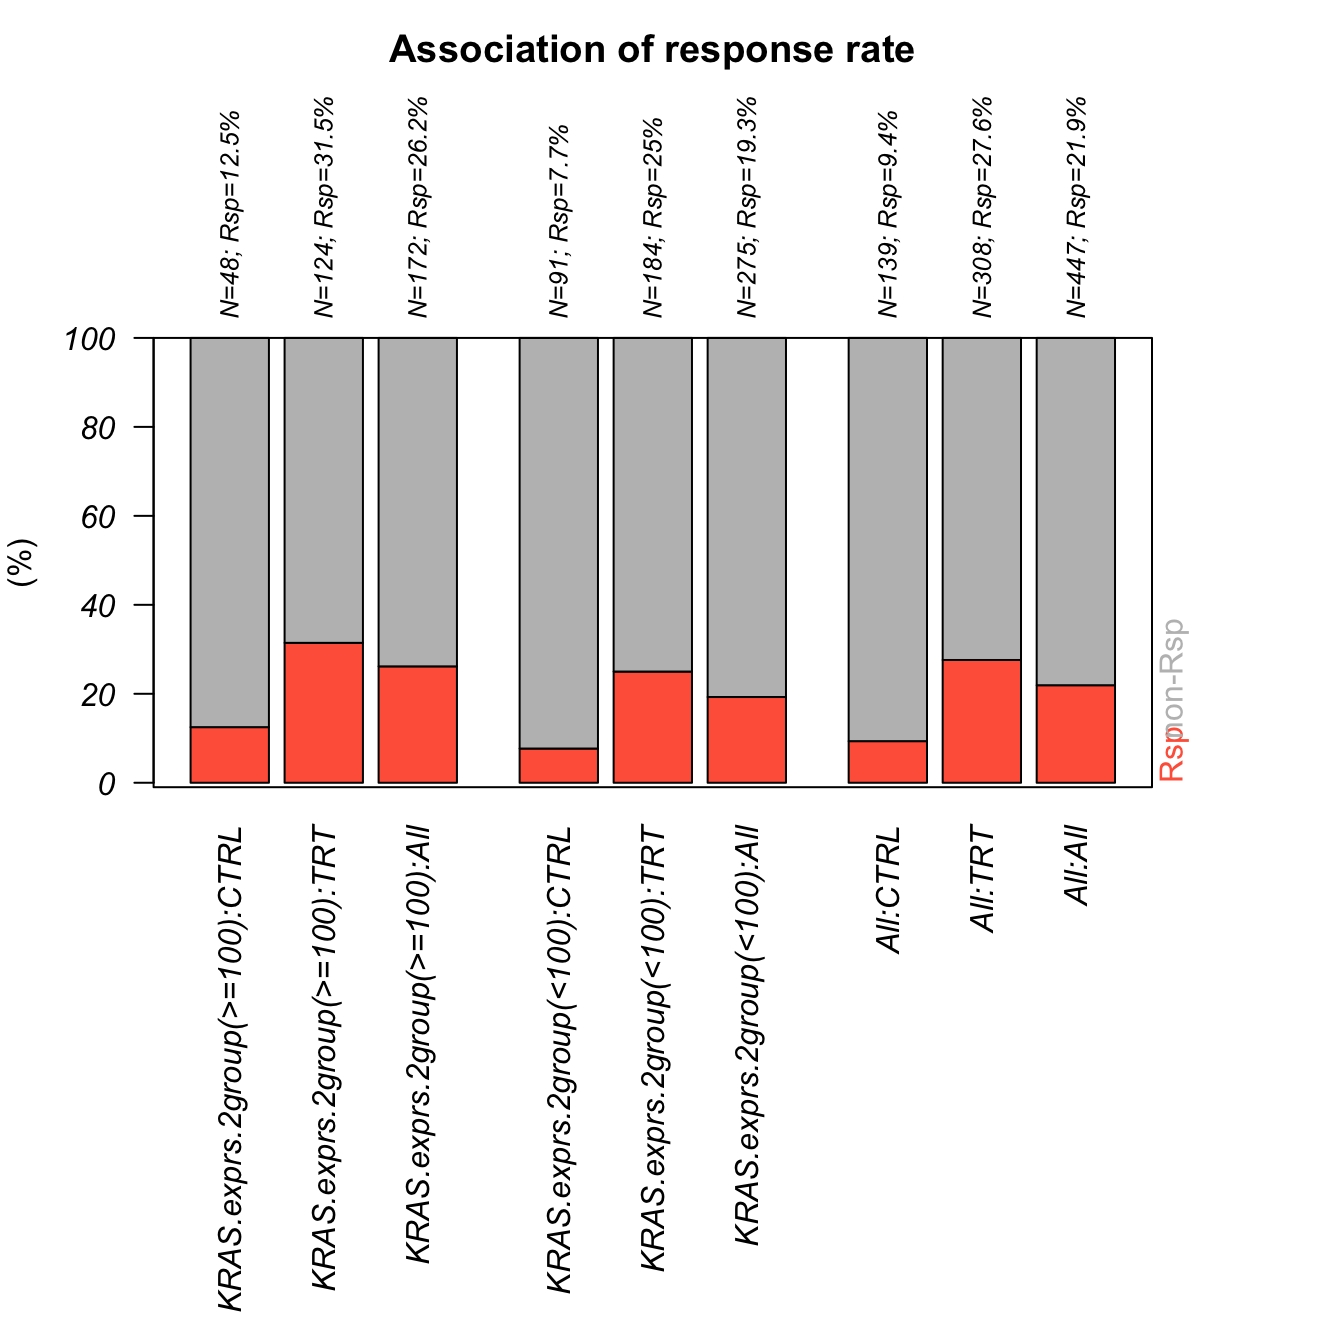 Association of response rate
N=48; Rsp=12.5%
N=124; Rsp=31.5%
N=172; Rsp=26.2%
N=91; Rsp=7.7%
N=184; Rsp=25%
N=275; Rsp=19.3%
N=139; Rsp=9.4%
N=308; Rsp=27.6%
N=447; Rsp=21.9%
(%)
100
80
60
40
20
0
non-Rsp
Rsp
KRAS.exprs.2group(>=100):CTRL
KRAS.exprs.2group(>=100):TRT
KRAS.exprs.2group(>=100):All
KRAS.exprs.2group(<100):CTRL
KRAS.exprs.2group(<100):TRT
KRAS.exprs.2group(<100):All
All:CTRL
All:TRT
All:All